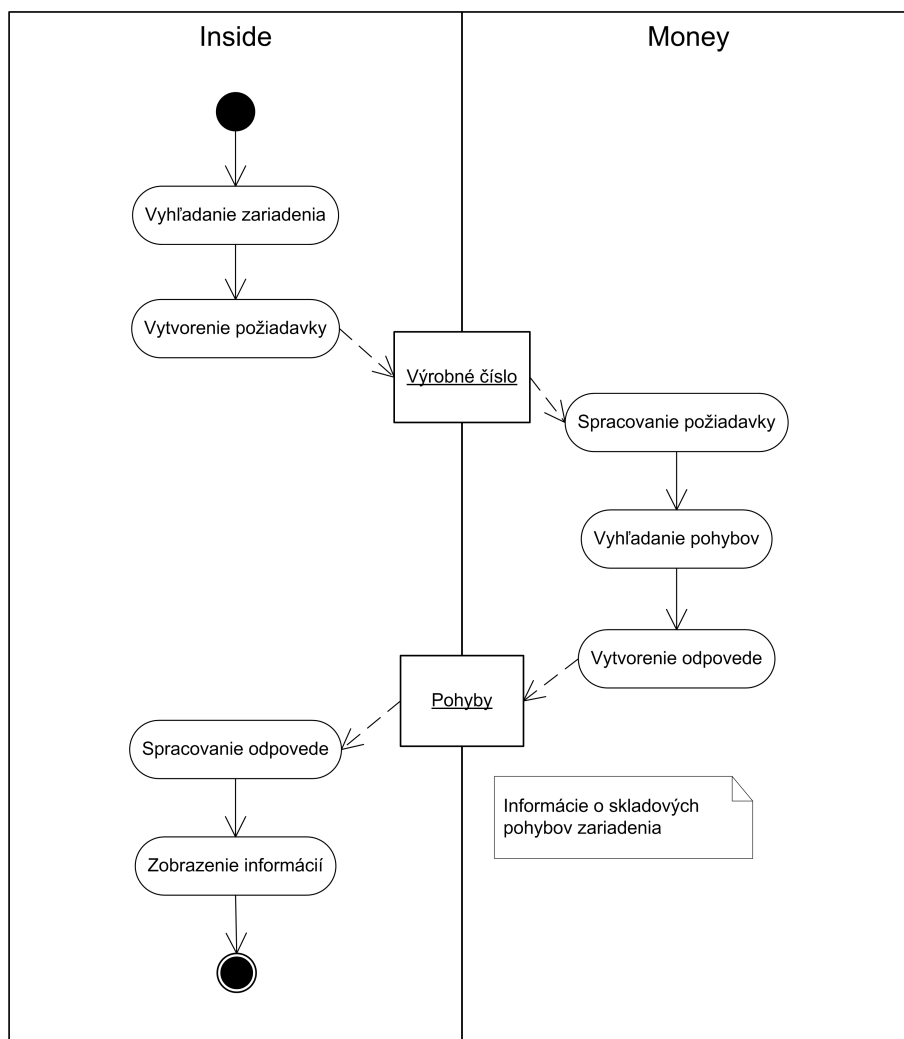 Inside
Money
Vyhľadanie zariadenia
Vytvorenie požiadavky
Výrobné číslo
Spracovanie požiadavky
Vyhľadanie pohybov
Vytvorenie odpovede
Pohyby
Spracovanie odpovede
Informácie o skladových
pohybov zariadenia
Zobrazenie informácií